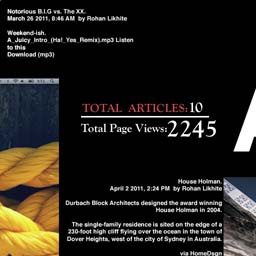 Notorious B.I.G vs. The XX.
March 26 2011, 8:46 AM by Rohan Likhite
Weekend-ish.
A_Juicy_Intro_(Ha!_Yes_Remix).mp3 Listen
to this
Download (mp3)
TOTAL ARTICLES:10
Total Page Views:2245
House Holman.
April 2 2011, 2:24 PM by Rohan Likhite
Durbach Block Architects designed the award winning
House Holman in 2004.
The single-family residence is sited on the edge of a
230-foot high cliff flying over the ocean in the town of
Dover Heights, west of the city of Sydney in Australia.
via HomeDsgn